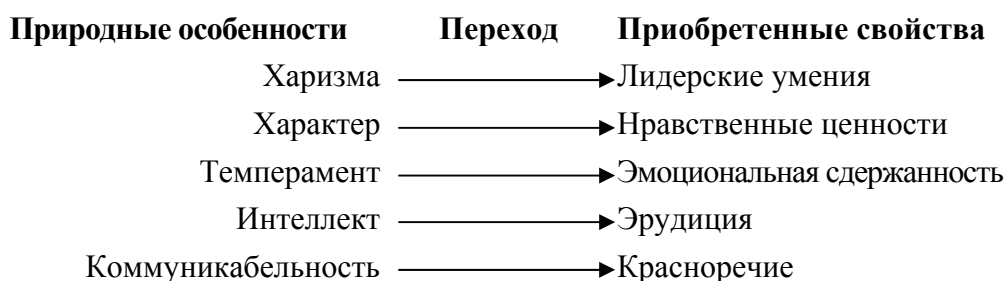 Природные особенности Переход Приобретенные свойства
Харизма Лидерские умения
Характер Нравственные ценности
Темперамент Эмоциональная сдержанность
Интеллект Эрудиция
Коммуникабельность Красноречие